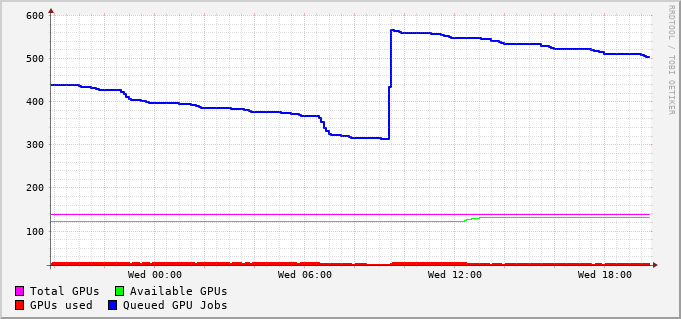 600
500
400
300
200
100
Wed 00:00 Wed 06:00 Wed 12:00 Wed 18:00
Total GPUs Available GPUs
GPUs used Queued GPU Jobs
RRDTOOL / TOBI OETIKER